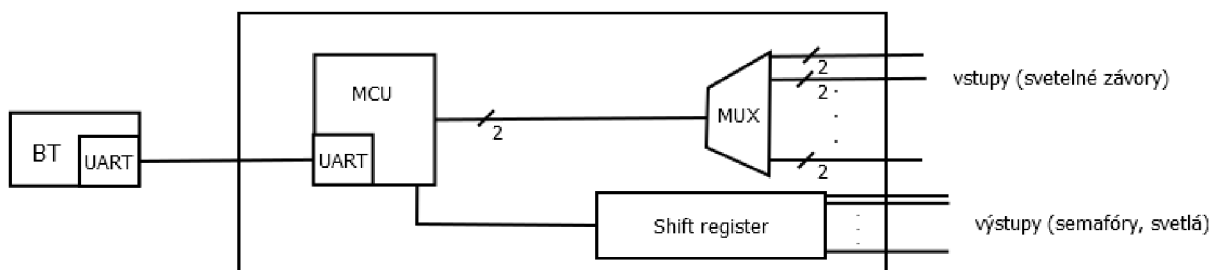 BT
UART
MCU
UART
2
MUX
2
2
2
vstupy (svetelné závory)
Shift register
výstupy (semafóry, svetlá)